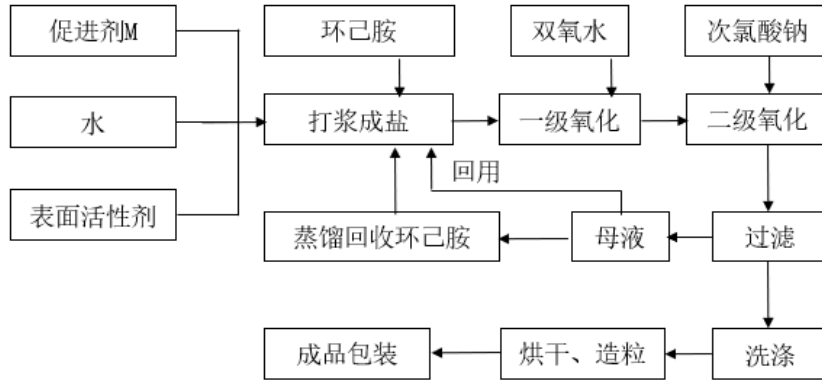 促进剂M
环己胺
双氧水
次氯酸钠
水
打浆成盐
一级氧化
二级氧化
回用
表面活性剂
蒸馏回收环己胺
母液
过滤
成品包装
烘干、造粒
洗涤